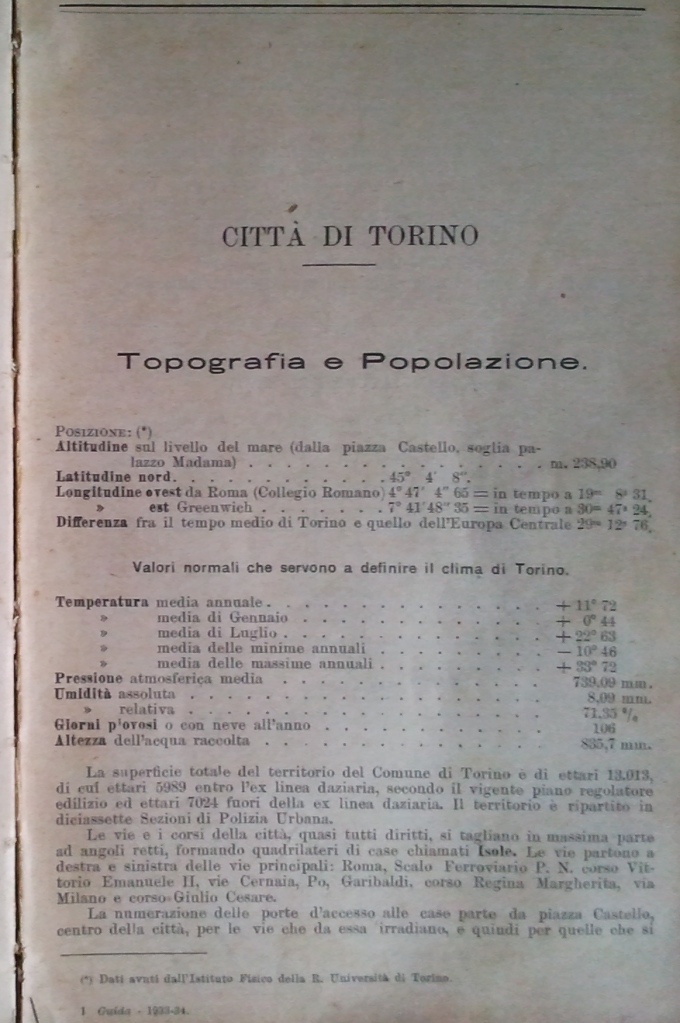 CITTÀ DI TORINO
Topografia e Popolazione.
POSIZIONE: (*)
Altitudine sul livello del mare (dalla piazza Castello, soglia pa-
lazzo Madama) . . . . . . . . . . . . . . . m. 238,90
Latitudine nord. . . . . . . . . . . 45° 4' 8".
Longitudine ovest da Roma (Collegio Romano) 4° 47' 4" 65 = in tempo a 19m 8s 31.
» est Greenwich . . . . . . . 7° 41' 48" 35 = in tempo a 30m 47s 24.
Differenza fra il tempo medio di Torino e quello dell'Europa Centrale 29m 12s 76.
Valori normali che servono a definire il clima di Torino.
Temperatura media annuale . . . . . . . . . . . . . . . + 11° 72
» media di Gennaio . . . . . . . . . . . . . . + 0° 44
» media di Luglio . . . . . . . . . . . . . . + 22° 63
» media delle minime annuali . . . . . . . . . — 10° 46
» media delle massime annuali . . . . . . . . . + 33° 72
Pressione atmosferica media . . . . . . . . . . . . . . 739,09 mm.
Umidità assoluta . . . . . . . . . . . . . . . . . . . 8,09 mm.
» relativa . . . . . . . . . . . . . . . . . . 71,35 %
Giorni piovosi o con neve all'anno . . . . . . . . . . . 106
Altezza dell'acqua raccolta . . . . . . . . . . . . . . 835,7 mm.
La superficie totale del territorio del Comune di Torino è di ettari 13.013,
di cui ettari 5989 entro l'ex linea daziaria, secondo il vigente piano regolatore
edilizio ed ettari 7024 fuori della ex linea daziaria. Il territorio è ripartito in
diciassette Sezioni di Polizia Urbana.
Le vie e i corsi della città, quasi tutti diritti, si tagliano in massima parte
ad angoli retti, formando quadrilateri di case chiamati Isole. Le vie partono a
destra e sinistra delle vie principali: Roma, Scalo Ferroviario P. N. corso Vit-
torio Emanuele II, vie Cernaia, Po, Garibaldi, corso Regina Margherita, via
Milano e corso Giulio Cesare.
La numerazione delle porte d'accesso alle case parte da piazza Castello,
centro della città, per le vie che da essa irradiano, e quindi per quelle che si
(*) Dati avuti dall'Istituto Fisico della R. Università di Torino.
1 Guida - 1933-34.